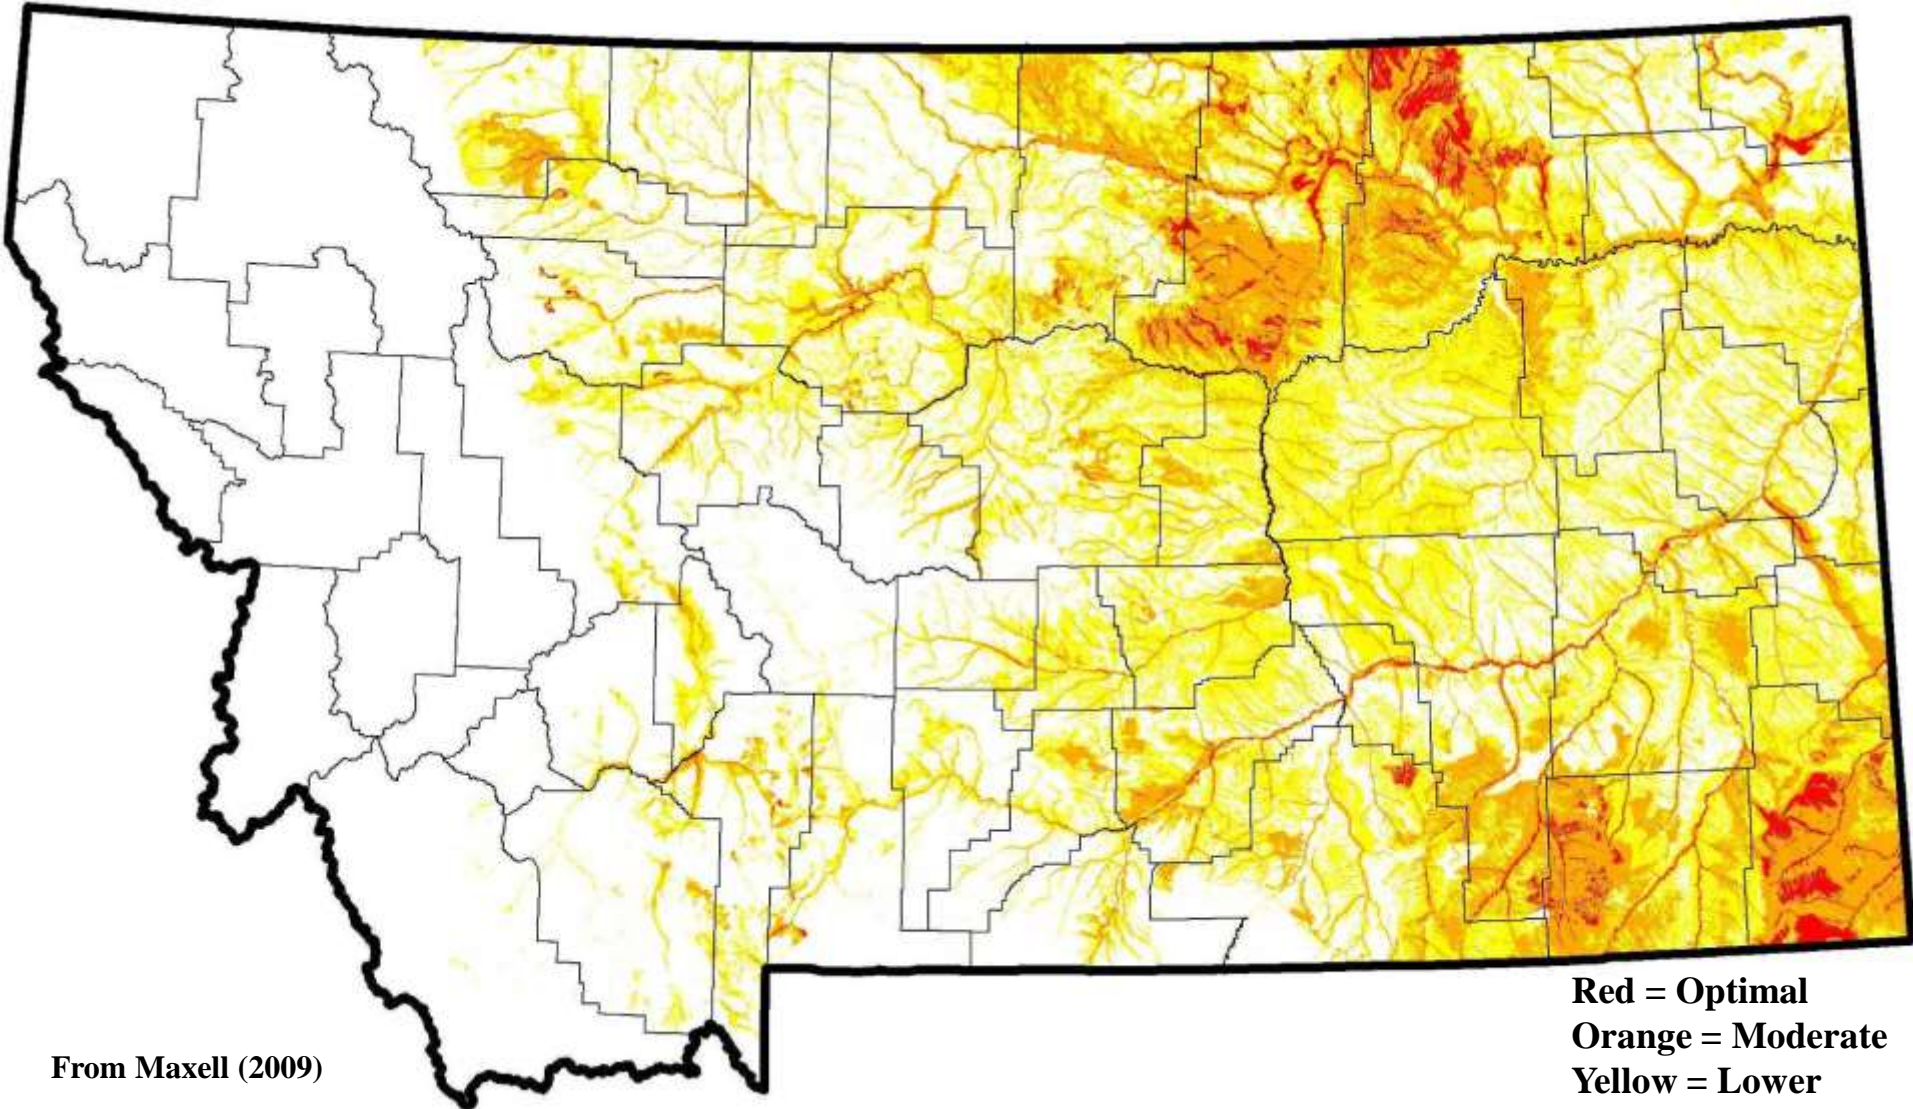 Red = Optimal
Orange = Moderate
Yellow = Lower
From Maxell (2009)